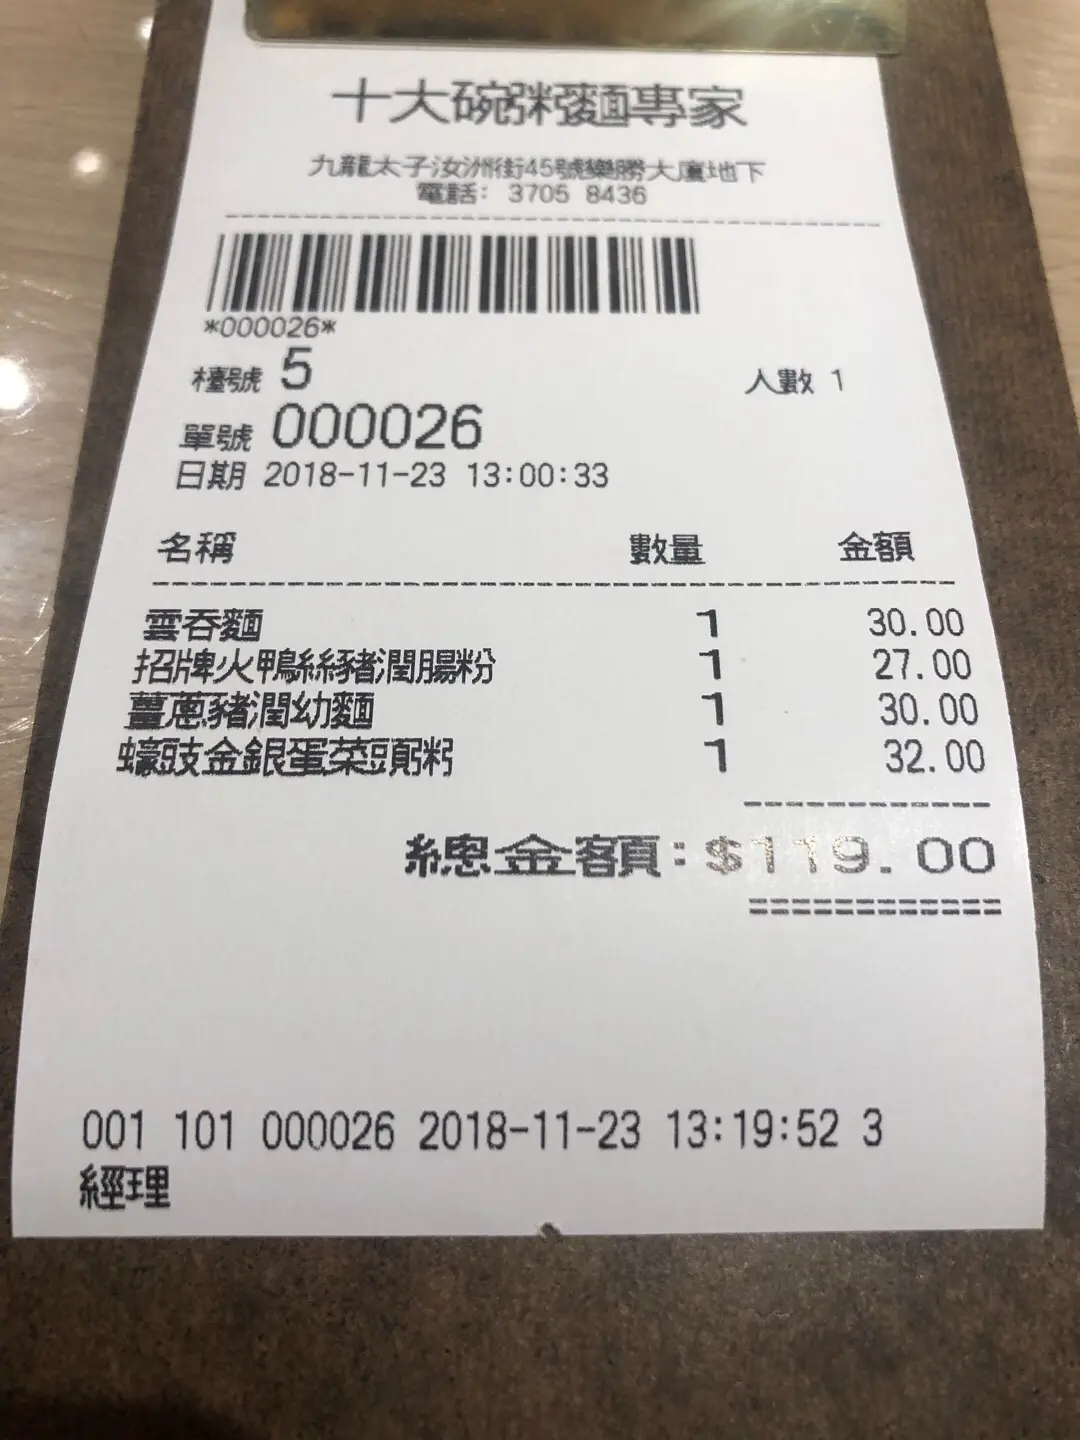 十大碗粥麵專家
九龍太子汝洲街45號樂勝大廈地下
電話: 3705 8436
*000026*
檯號 5 人數 1
單號 000026
日期 2018-11-23 13:00:33
名稱 數量 金額
雲吞麵 1 30.00
招牌火鴨絲豬潤腸粉 1 27.00
薑蔥豬潤幼麵 1 30.00
蠔豉金銀蛋菜頭粥 1 32.00
總金額:$119.00
001 101 000026 2018-11-23 13:19:52 3
經理